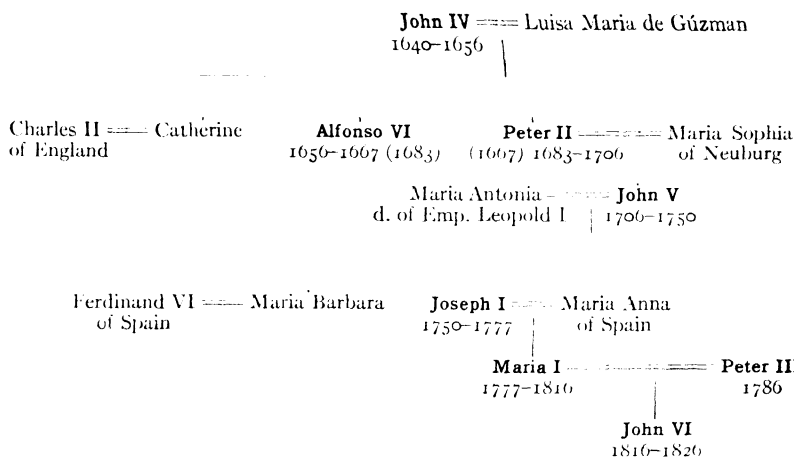 John IV Luisa Maria de Gúzman
1640–1656
Charles II Catherine Alfonso VI Peter II Maria Sophia
of England 1656–1667 (1683) (1667) 1683–1706 of Neuburg
Maria Antonia John V
d. of Emp. Leopold I 1706–1750
Ferdinand VI Maria Barbara Joseph I Maria Anna
of Spain 1750–1777 of Spain
Maria I Peter III
1777–1816 1786
John VI
1816–1826